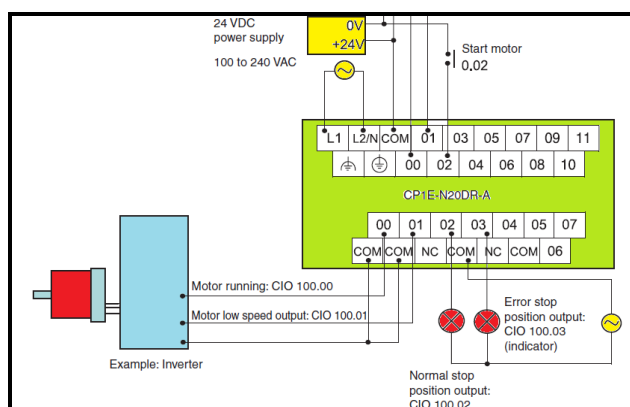 24 VDC
power supply
0V
+24V
100 to 240 VAC
Start motor
0.02
L1 L2/N COM 01 03 05 07 09 11
00 02 04 06 08 10
CP1E-N20DR-A
00 01 02 03 04 05 07
COM COM NC COM NC COM 06
Motor running: CIO 100.00
Motor low speed output: CIO 100.01
Example: Inverter
Error stop
position output:
CIO 100.03
(indicator)
Normal stop
position output:
CIO 100.02